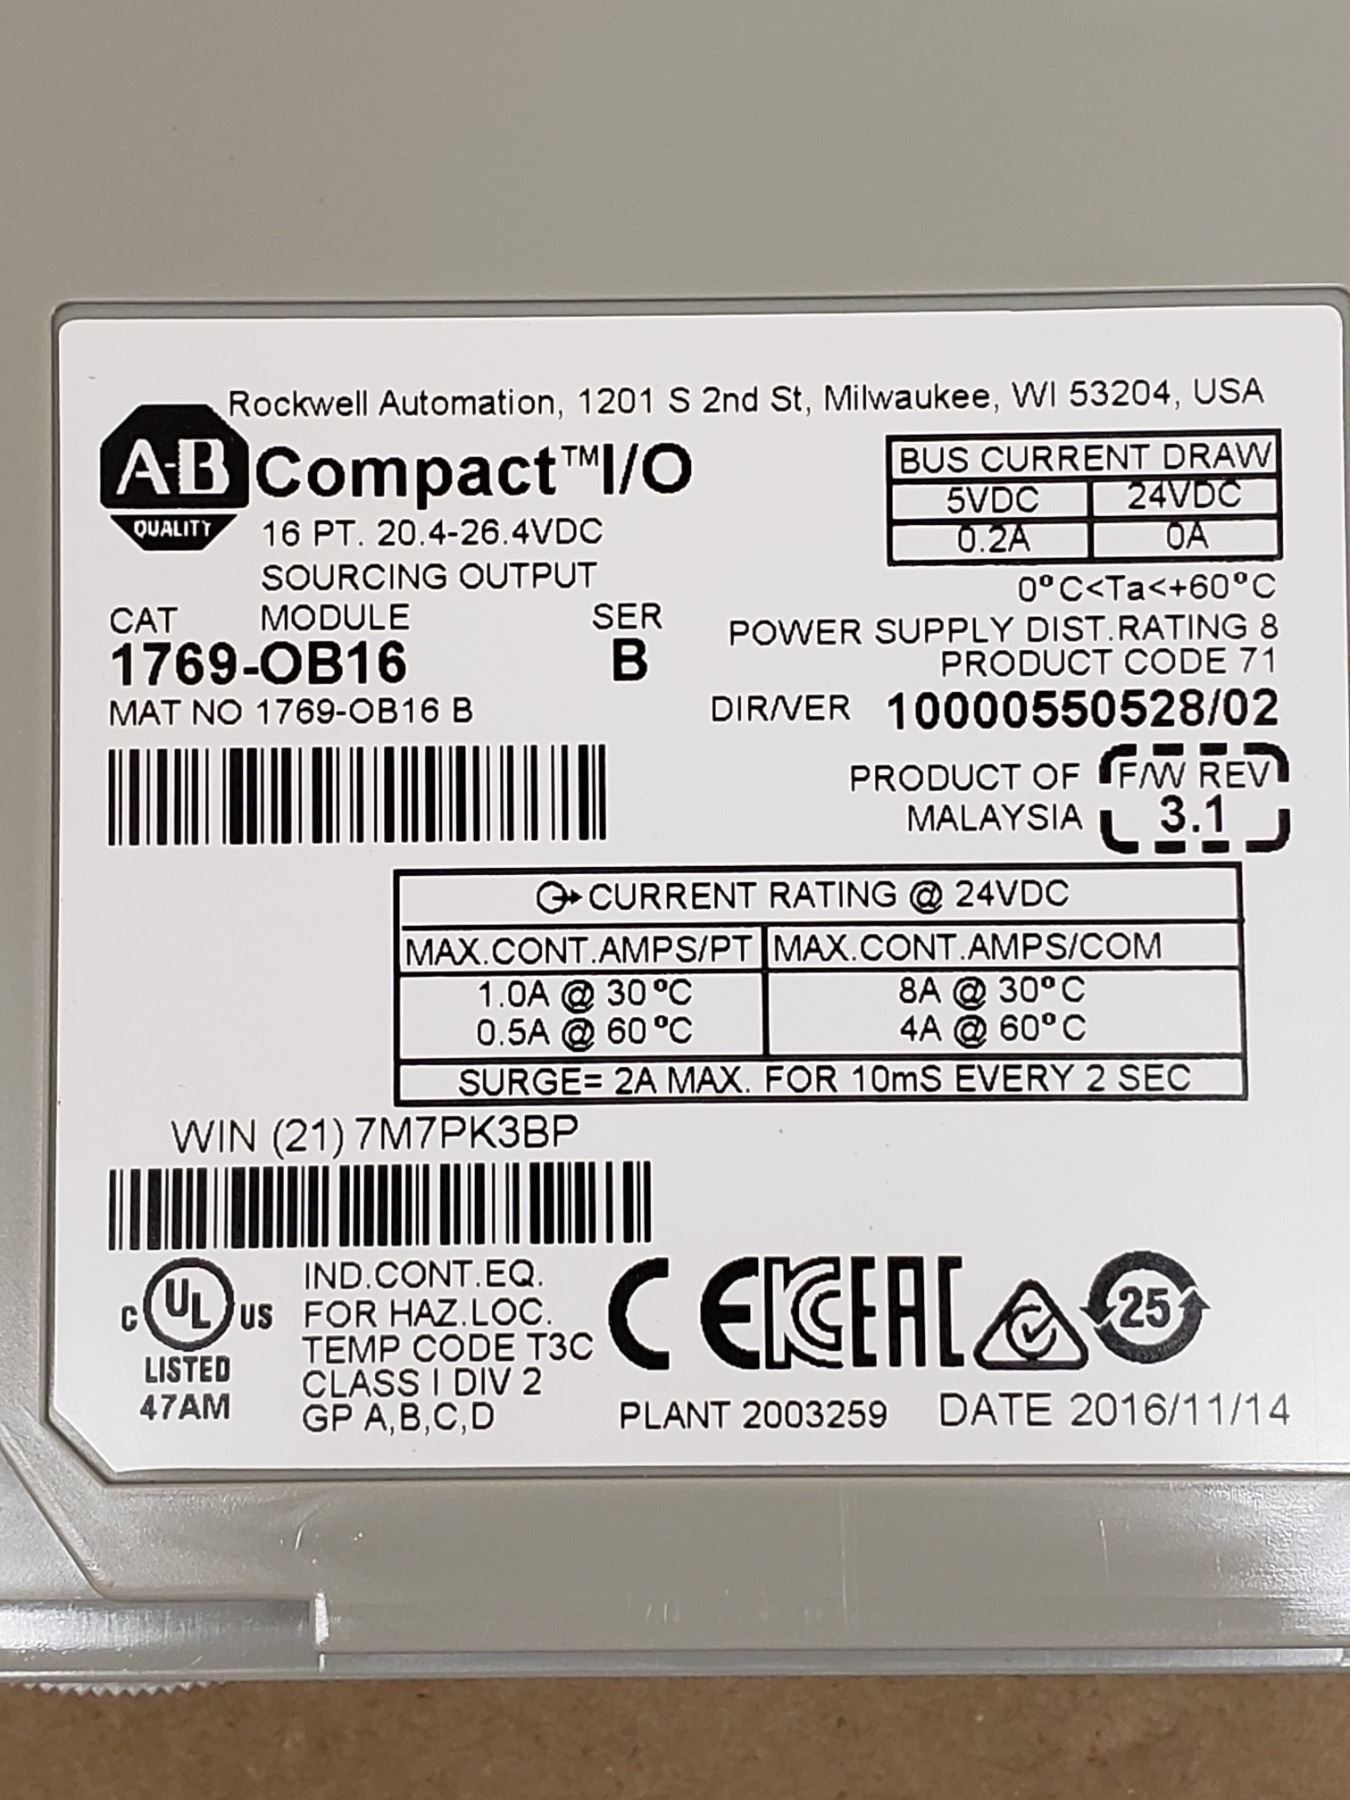 Rockwell Automation, 1201 S 2nd St, Milwaukee, WI 53204, USA
A-B
QUALITY
Compact™I/O
16 PT. 20.4-26.4VDC
SOURCING OUTPUT
MODULE
BUS CURRENT DRAW
5VDC 24VDC
0.2A 0A
0°C<Ta<+60°C
CAT SER
1769-OB16 B
MAT NO 1769-OB16 B
POWER SUPPLY DIST.RATING 8
PRODUCT CODE 71
DIR/VER 10000550528/02
PRODUCT OF
MALAYSIA
F/W REV
3.1
CURRENT RATING @ 24VDC
MAX.CONT.AMPS/PT MAX.CONT.AMPS/COM
1.0A @ 30°C 8A @ 30°C
0.5A @ 60°C 4A @ 60°C
SURGE= 2A MAX. FOR 10mS EVERY 2 SEC
WIN (21) 7M7PK3BP
C UL US
LISTED
47AM
IND.CONT.EQ.
FOR HAZ.LOC.
TEMP CODE T3C
CLASS I DIV 2
GP A,B,C,D
CE KC EAC 25
PLANT 2003259 DATE 2016/11/14